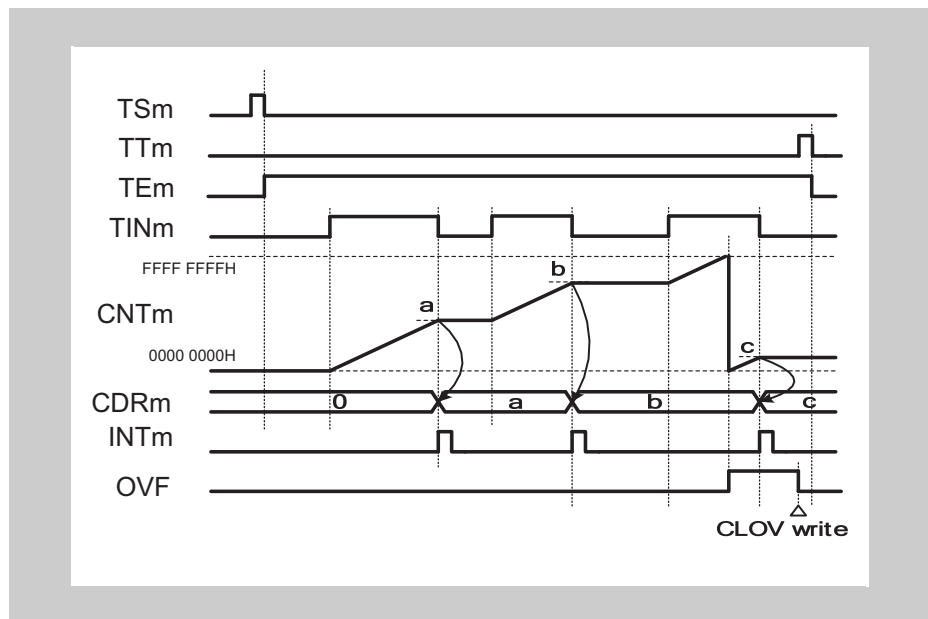 TSm
TTm
TEm
TINm
FFFF FFFFH
b
a
CNTm
c
0000 0000H
CDRm 0 a b c
INTm
OVF
CLOV write